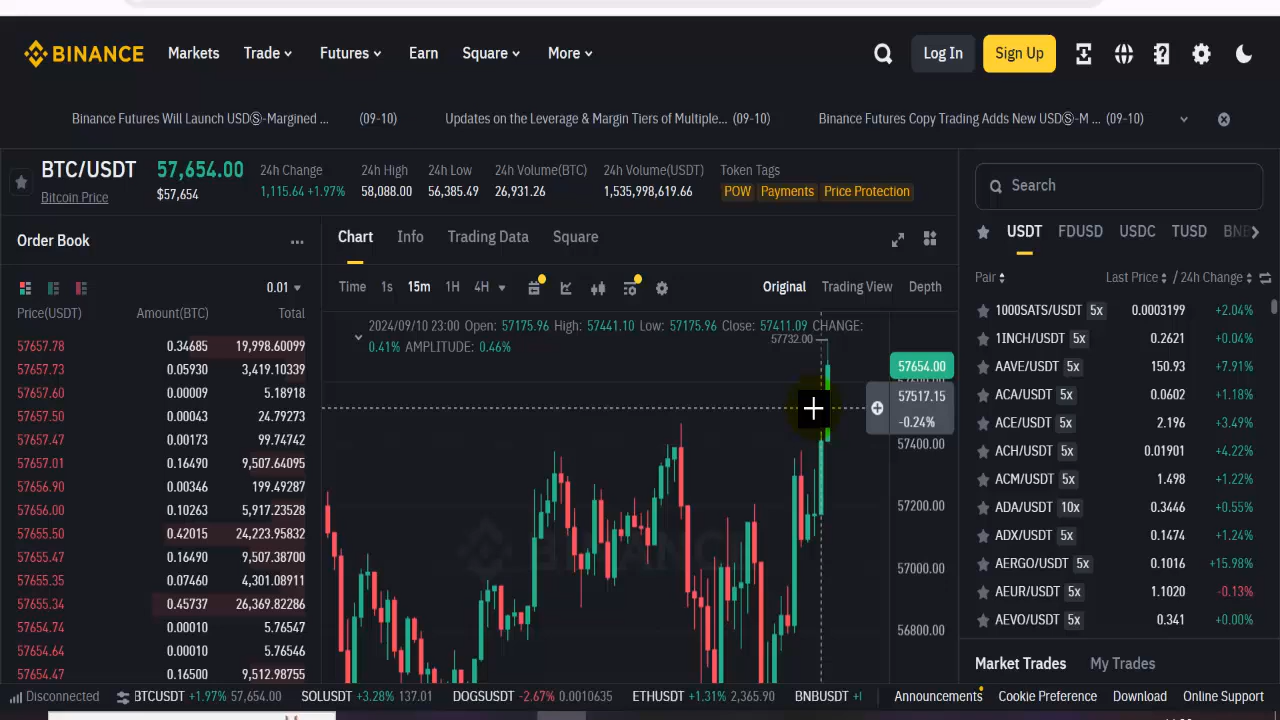 BINANCE Markets Trade Futures Earn Square More Log In Sign Up
Binance Futures Will Launch USDⓈ-Margined ... (09-10) Updates on the Leverage & Margin Tiers of Multiple... (09-10) Binance Futures Copy Trading Adds New USDⓈ-M ... (09-10)
BTC/USDT 57,654.00 24h Change 24h High 24h Low 24h Volume(BTC) 24h Volume(USDT) Token Tags
Bitcoin Price $57,654 1,115.64 +1.97% 58,088.00 56,385.49 26,931.26 1,535,998,619.66 POW Payments Price Protection
Order Book ...
0.01
Price(USDT) Amount(BTC) Total
57657.78 0.34685 19,998.60099
57657.73 0.05930 3,419.10339
57657.60 0.00009 5.18918
57657.50 0.00043 24.79273
57657.47 0.00173 99.74742
57657.01 0.16490 9,507.64095
57656.90 0.00346 199.49287
57656.00 0.10263 5,917.23528
57655.50 0.42015 24,223.95832
57655.47 0.16490 9,507.38700
57655.35 0.07460 4,301.08911
57655.34 0.45737 26,369.82286
57654.74 0.00010 5.76547
57654.64 0.00010 5.76546
57654.47 0.16500 9,512.98755
Chart Info Trading Data Square
Time 1s 15m 1H 4H Original Trading View Depth
2024/09/10 23:00 Open: 57175.96 High: 57441.10 Low: 57175.96 Close: 57411.09 CHANGE:
0.41% AMPLITUDE: 0.46%
57732.00
57654.00
57517.15
-0.24%
57400.00
57200.00
57000.00
56800.00
BINANCE
Search
USDT FDUSD USDC TUSD BNB
Pair Last Price / 24h Change
1000SATS/USDT 5x 0.0003199 +2.04%
1INCH/USDT 5x 0.2621 +0.04%
AAVE/USDT 5x 150.93 +7.91%
ACA/USDT 5x 0.0602 +1.18%
ACE/USDT 5x 2.196 +3.49%
ACH/USDT 5x 0.01901 +4.22%
ACM/USDT 5x 1.498 +1.22%
ADA/USDT 10x 0.3446 +0.55%
ADX/USDT 5x 0.1474 +1.24%
AERGO/USDT 5x 0.1016 +15.98%
AEUR/USDT 5x 1.1020 -0.13%
AEVO/USDT 5x 0.341 +0.00%
Market Trades My Trades
Disconnected BTCUSDT +1.97% 57,654.00 SOLUSDT +3.28% 137.01 DOGSUSDT -2.67% 0.0010635 ETHUSDT +1.31% 2,365.90 BNBUSDT Announcements Cookie Preference Download Online Support